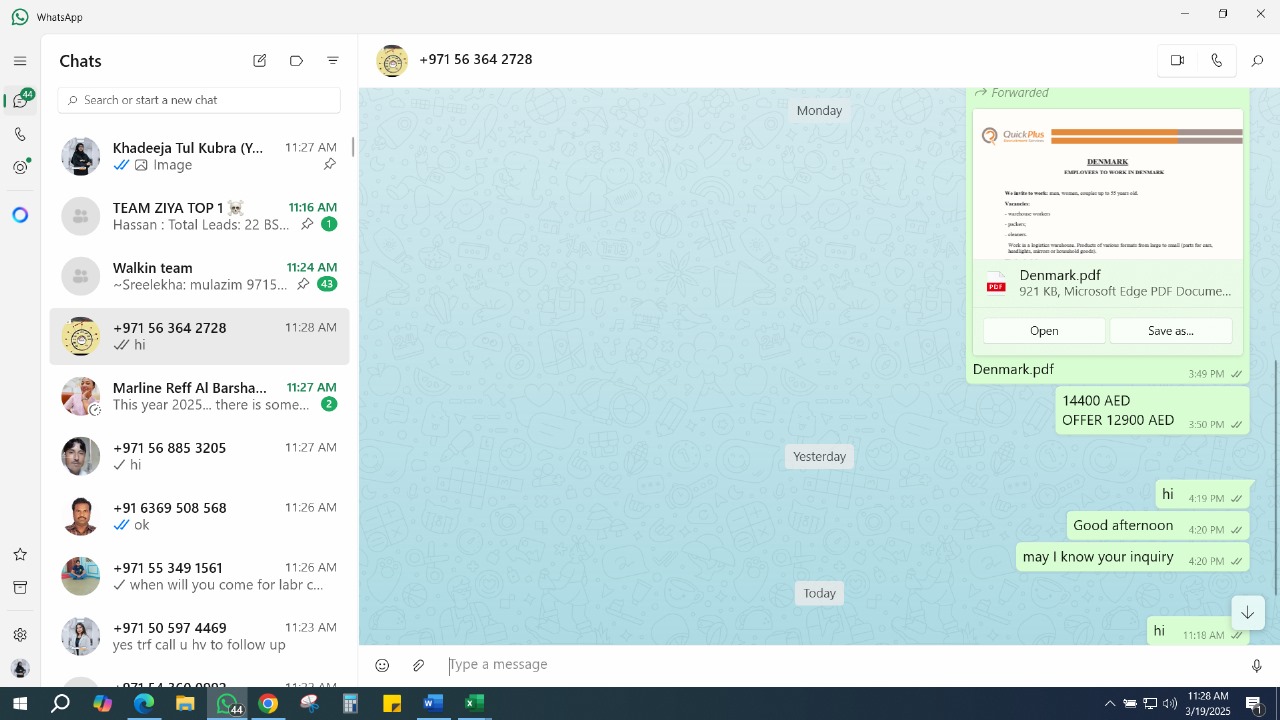 WhatsApp
Chats
Search or start a new chat
44
Khadeeja Tul Kubra (Y...
11:27 AM
Image
TEAM ZIYA TOP 1 ☠️
11:16 AM
Hassan : Total Leads: 22 BS...
1
Walkin team
11:24 AM
~Sreelekha: mulazim 9715...
43
+971 56 364 2728
11:28 AM
hi
Marline Reff Al Barsha...
11:27 AM
This year 2025... there is some...
2
+971 56 885 3205
11:27 AM
hi
+91 6369 508 568
11:26 AM
ok
+971 55 349 1561
11:26 AM
when will you come for labr c...
+971 50 597 4469
11:23 AM
yes trf call u hv to follow up
+971 56 364 2728
Monday
Forwarded
QuickPlus
DENMARK
EMPLOYEES TO WORK IN DENMARK
We invite to work: men, women, couples up to 55 years old.
Vacancies:
- warehouse workers
- packers;
- cleaners.
Work in a logistics warehouse. Products of various formats from large to small (parts for cars,
headlights, mirrors or household goods).
Denmark.pdf
PDF
921 KB, Microsoft Edge PDF Docume...
Open
Save as...
Denmark.pdf
3:49 PM
14400 AED
OFFER 12900 AED
3:50 PM
Yesterday
hi
4:19 PM
Good afternoon
4:20 PM
may I know your inquiry
4:20 PM
Today
hi
11:18 AM
Type a message
44
11:28 AM
3/19/2025